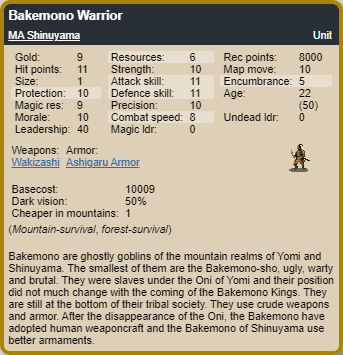 Bakemono Warrior
MA Shinuyama Unit
Gold: 9 Resources: 6 Rec points: 8000
Hit points: 11 Strength: 10 Map move: 10
Size: 1 Attack skill: 11 Encumbrance: 5
Protection: 10 Defence skill: 11 Age: 22
Magic res: 9 Precision: 10 (50)
Morale: 10 Combat speed: 8 Undead ldr: 0
Leadership: 40 Magic ldr: 0
Weapons: Armor:
Wakizashi Ashigaru Armor
Basecost: 10009
Dark vision: 50%
Cheaper in mountains: 1
(Mountain-survival, forest-survival)
Bakemono are ghostly goblins of the mountain realms of Yomi and
Shinuyama. The smallest of them are the Bakemono-sho, ugly, warty
and brutal. They were slaves under the Oni of Yomi and their position
did not much change with the coming of the Bakemono Kings. They
are still at the bottom of their tribal society. They use crude weapons
and armor. After the disappearance of the Oni, the Bakemono have
adopted human weaponcraft and the Bakemono of Shinuyama use
better armaments.